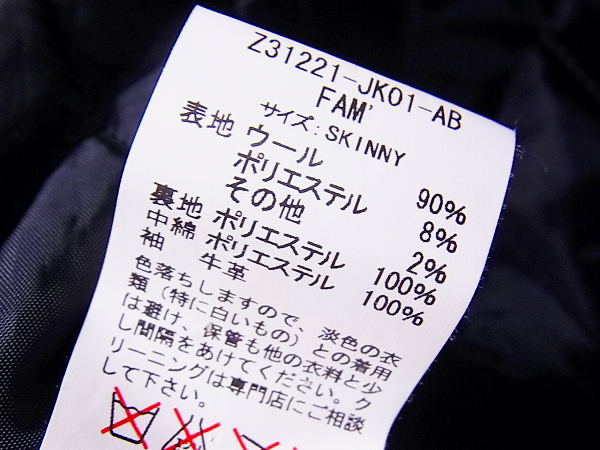 Z31221-JK01-AB
FAM'
サイズ:SKINNY
表地 ウール 90%
ポリエステル 8%
その他 2%
裏地 ポリエステル 100%
中綿 ポリエステル 100%
袖 牛革
色落ちしますので、淡色の衣
類(特に白いもの)との着用
は避け、保管も他の衣料と少
し間隔をあけてください。ク
リーニングは専門店にご相談
して下さい。